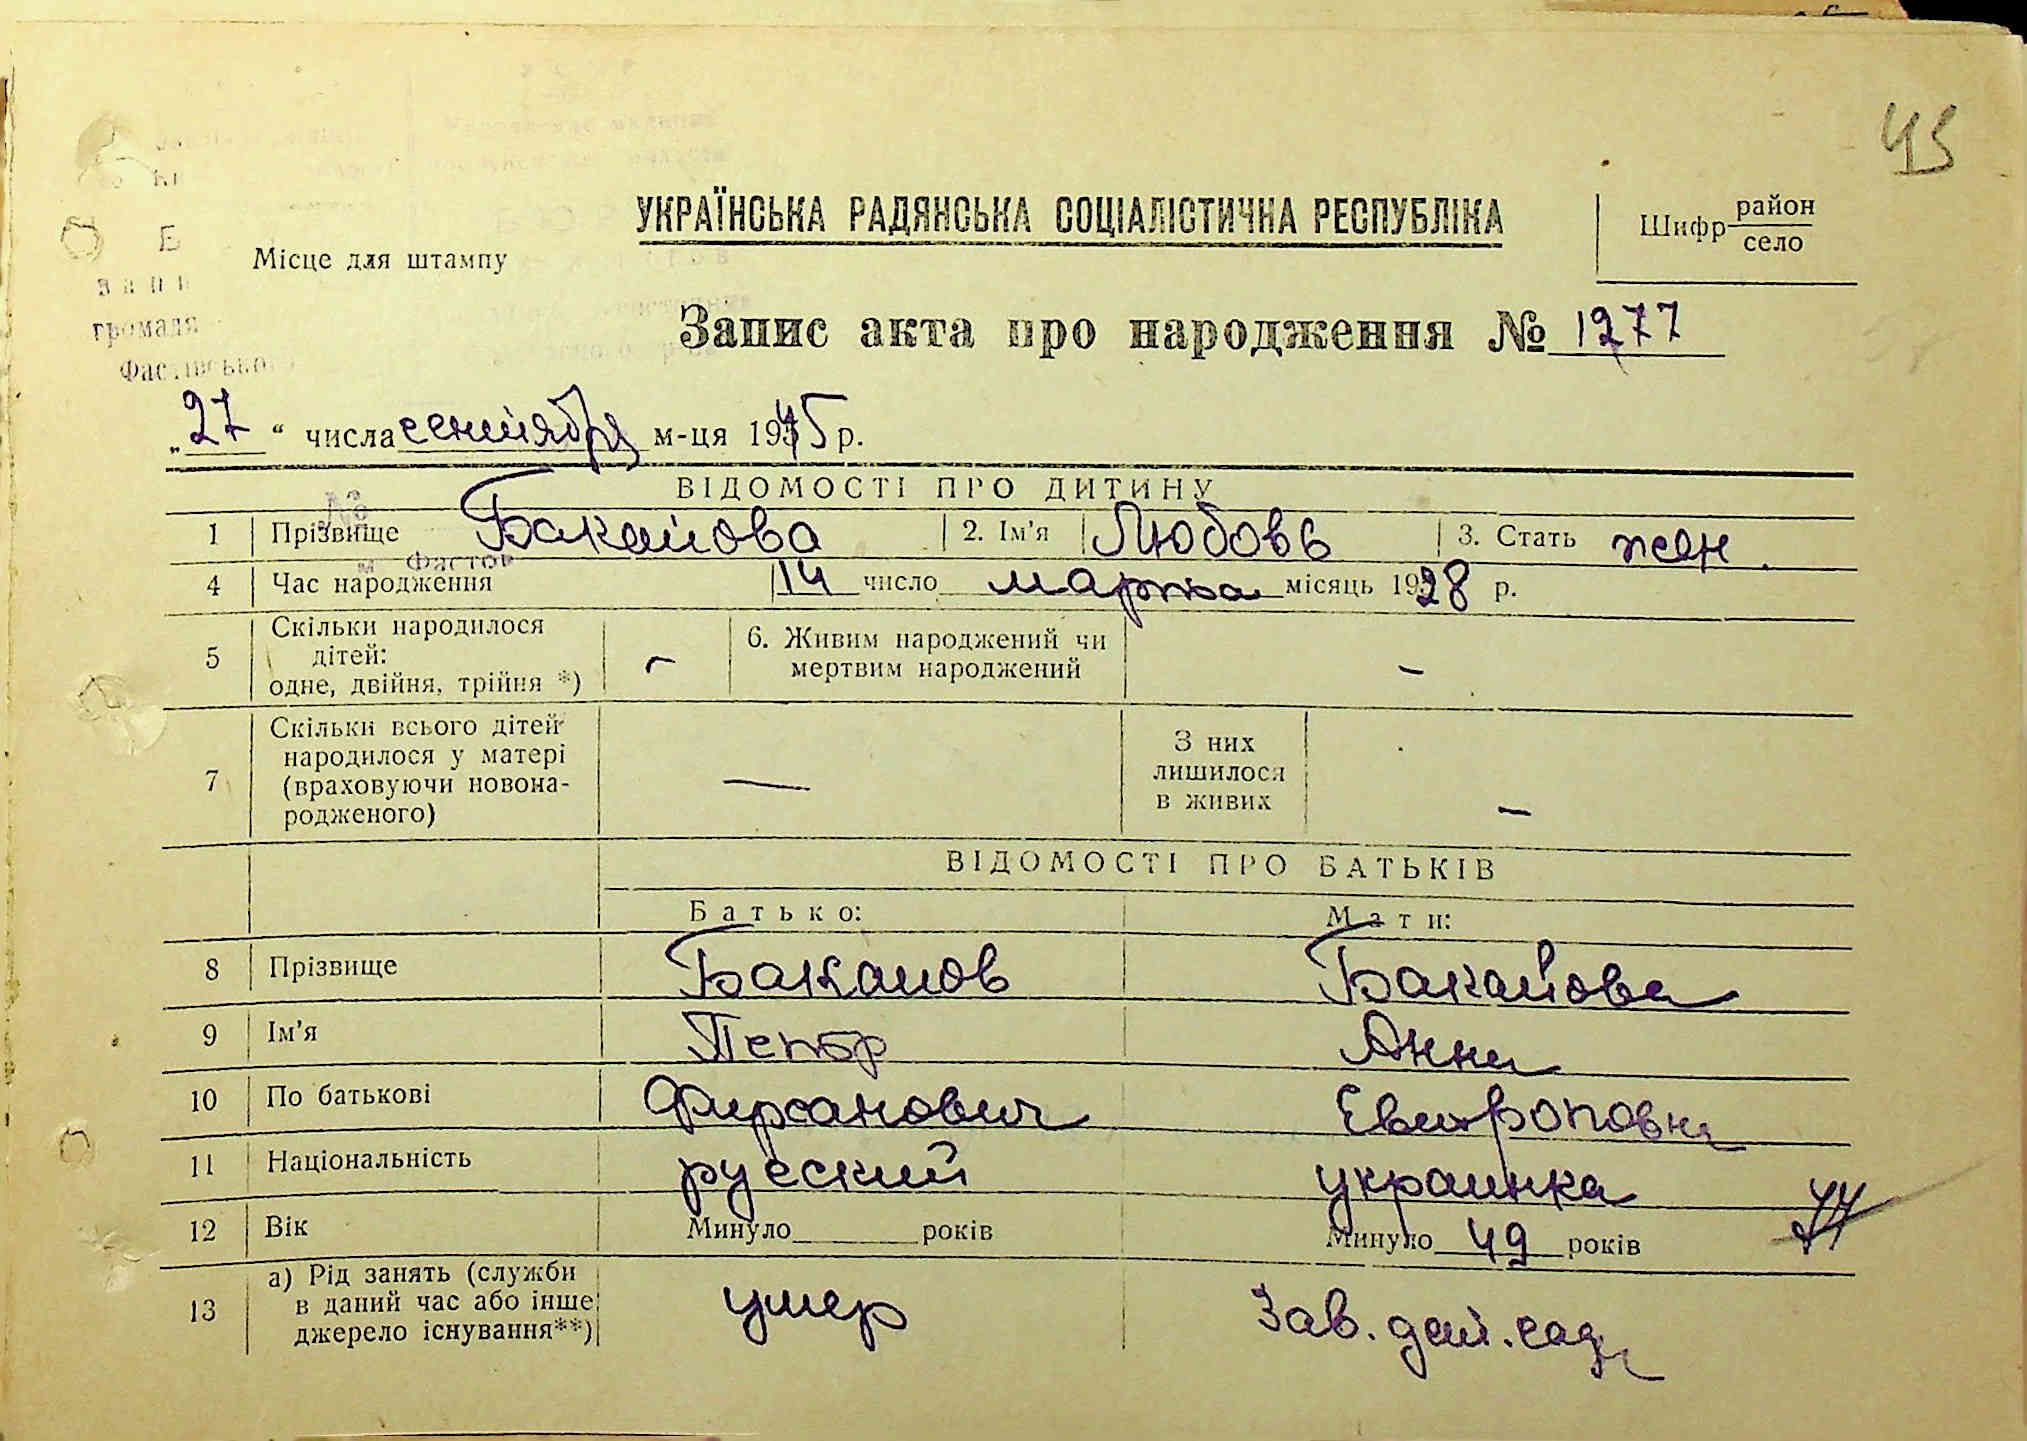 45
УКРАЇНСЬКА РАДЯНСЬКА СОЦІАЛІСТИЧНА РЕСПУБЛІКА
Шифр район
село
Місце для штампу
Запис акта про народження № 1277
„27“ числа сентября м-ця 1945 р.
ВІДОМОСТІ ПРО ДИТИНУ
1 Прізвище Бакайова 2. Ім'я Любовь 3. Стать жен.
м. Фастов
4 Час народження 14 число марта місяць 1928 р.
5 Скільки народилося дітей: одне, двійня, трійня *) – 6. Живим народжений чи мертвим народжений –
7 Скільки всього дітей народилося у матері (враховуючи новонародженого) — З них лишилося в живих –
ВІДОМОСТІ ПРО БАТЬКІВ
Батько: Мати:
8 Прізвище Бакаиов Бакайова
9 Ім'я Петр Анна
10 По батькові Фирсанович
11 Національність русский украинка
12 Вік Минуло ____ років Минуло 49 років
13 а) Рід занять (служби в даний час або інше джерело існування**) умер Зав. дет. сад